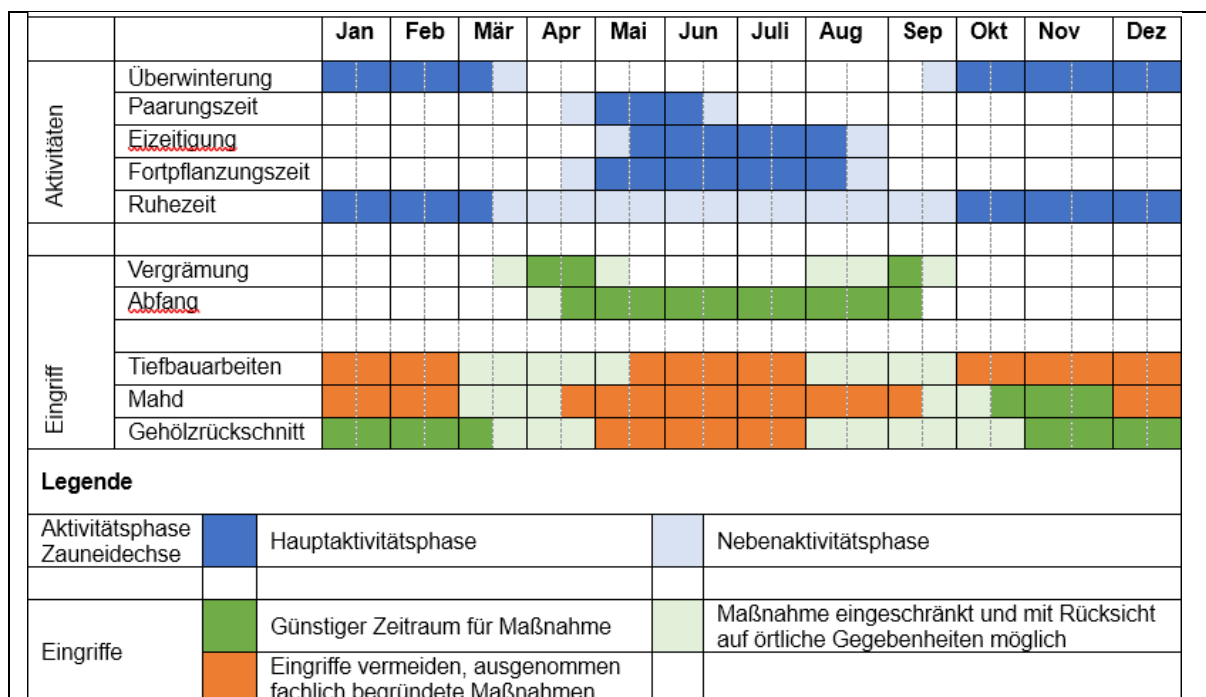 Jan Feb Mär Apr Mai Jun Juli Aug Sep Okt Nov Dez
Aktivitäten
Überwinterung
Paarungszeit
Eizeitigung
Fortpflanzungszeit
Ruhezeit
Eingriff
Vergrämung
Abfang
Tiefbauarbeiten
Mahd
Gehölzrückschnitt
Legende
Aktivitätsphase
Zauneidechse
Hauptaktivitätsphase
Nebenaktivitätsphase
Eingriffe
Günstiger Zeitraum für Maßnahme
Maßnahme eingeschränkt und mit Rücksicht
auf örtliche Gegebenheiten möglich
Eingriffe vermeiden, ausgenommen
fachlich begründete Maßnahmen